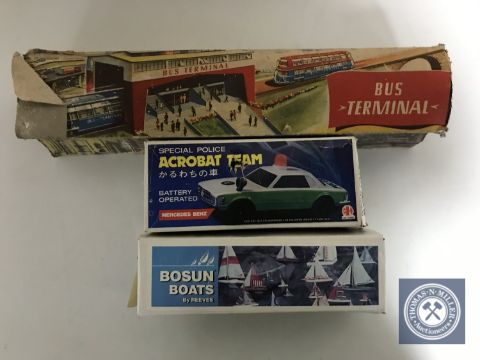 BUS TERMINAL
BUS
TERMINAL
SPECIAL POLICE
ACROBAT TEAM
かるわちの車
BATTERY
OPERATED
MERCEDES BENZ
BOSUN
BOATS
By REEVES
THOMAS·N·MILLER
Auctioneers